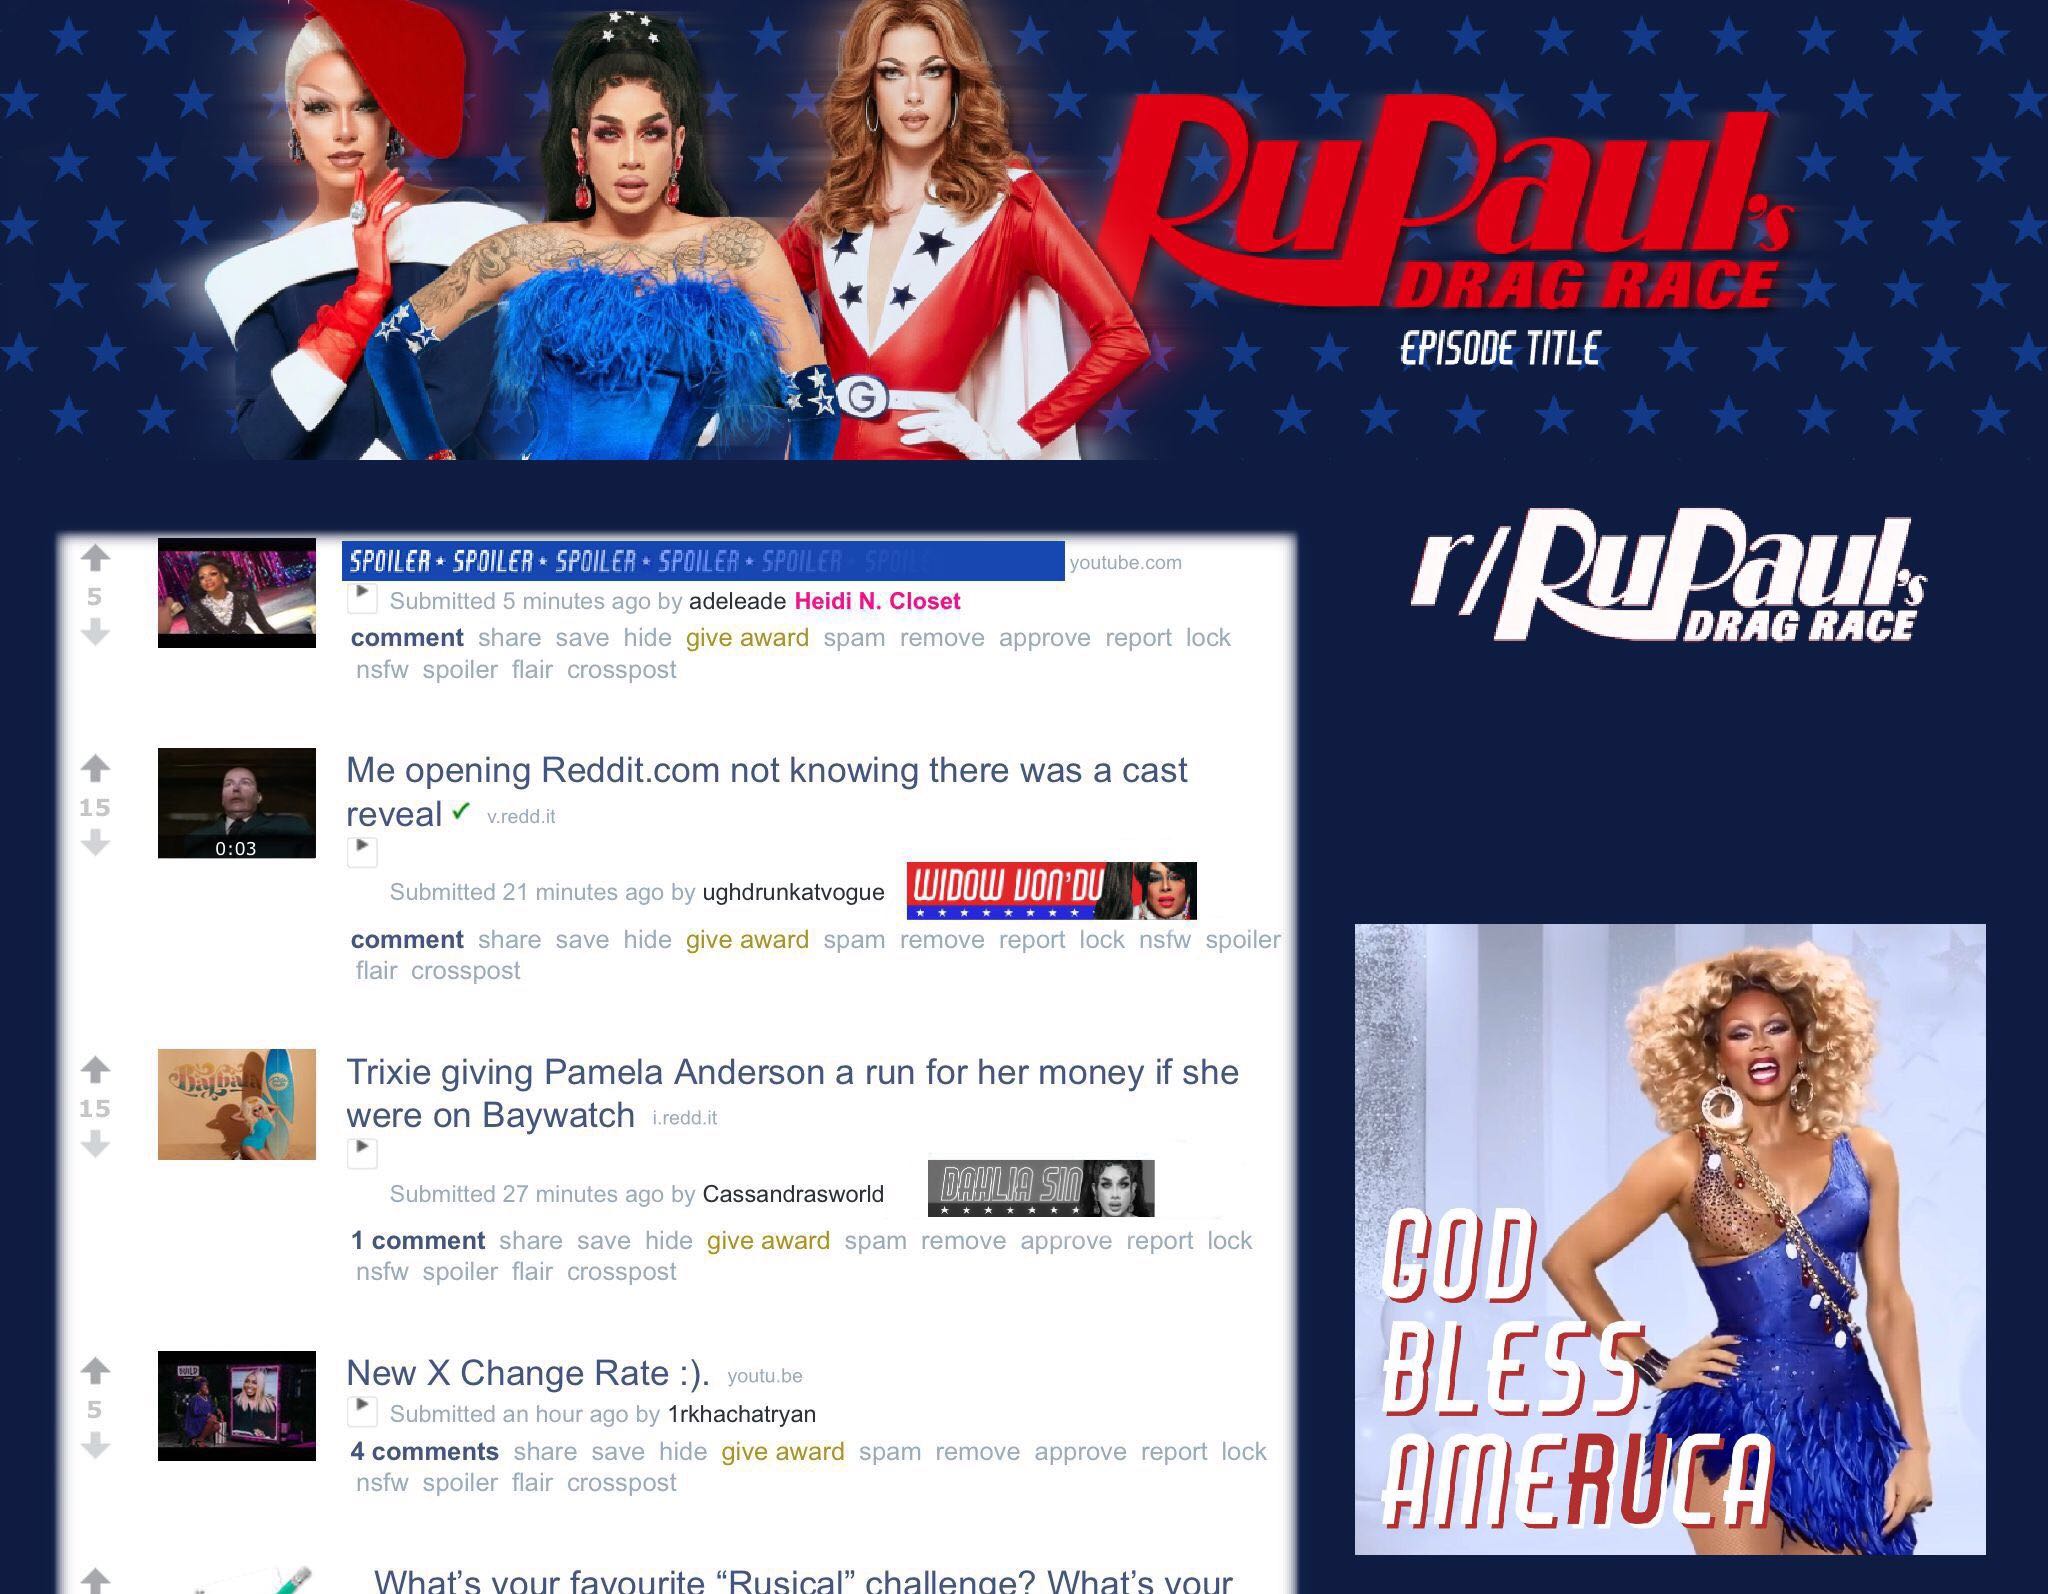 RuPaul's
DRAG RACE
EPISODE TITLE
G
r/RuPaul's
DRAG RACE
5
SPOILER ★ SPOILER ★ SPOILER ★ SPOILER ★ SPOILER ★ SPOILE
youtube.com
Submitted 5 minutes ago by adeleade Heidi N. Closet
comment share save hide give award spam remove approve report lock
nsfw spoiler flair crosspost
15
0:03
Me opening Reddit.com not knowing there was a cast
reveal ✓ v.redd.it
Submitted 21 minutes ago by ughdrunkatvogue WIDOW VON'DU
comment share save hide give award spam remove report lock nsfw spoiler
flair crosspost
15
Barbara
Trixie giving Pamela Anderson a run for her money if she
were on Baywatch i.redd.it
Submitted 27 minutes ago by Cassandrasworld DAHLIA SIN
1 comment share save hide give award spam remove approve report lock
nsfw spoiler flair crosspost
5
BUILD
New X Change Rate :). youtu.be
Submitted an hour ago by 1rkhachatryan
4 comments share save hide give award spam remove approve report lock
nsfw spoiler flair crosspost
What's your favourite “Rusical” challenge? What's your
GOD
BLESS
AMERUCA